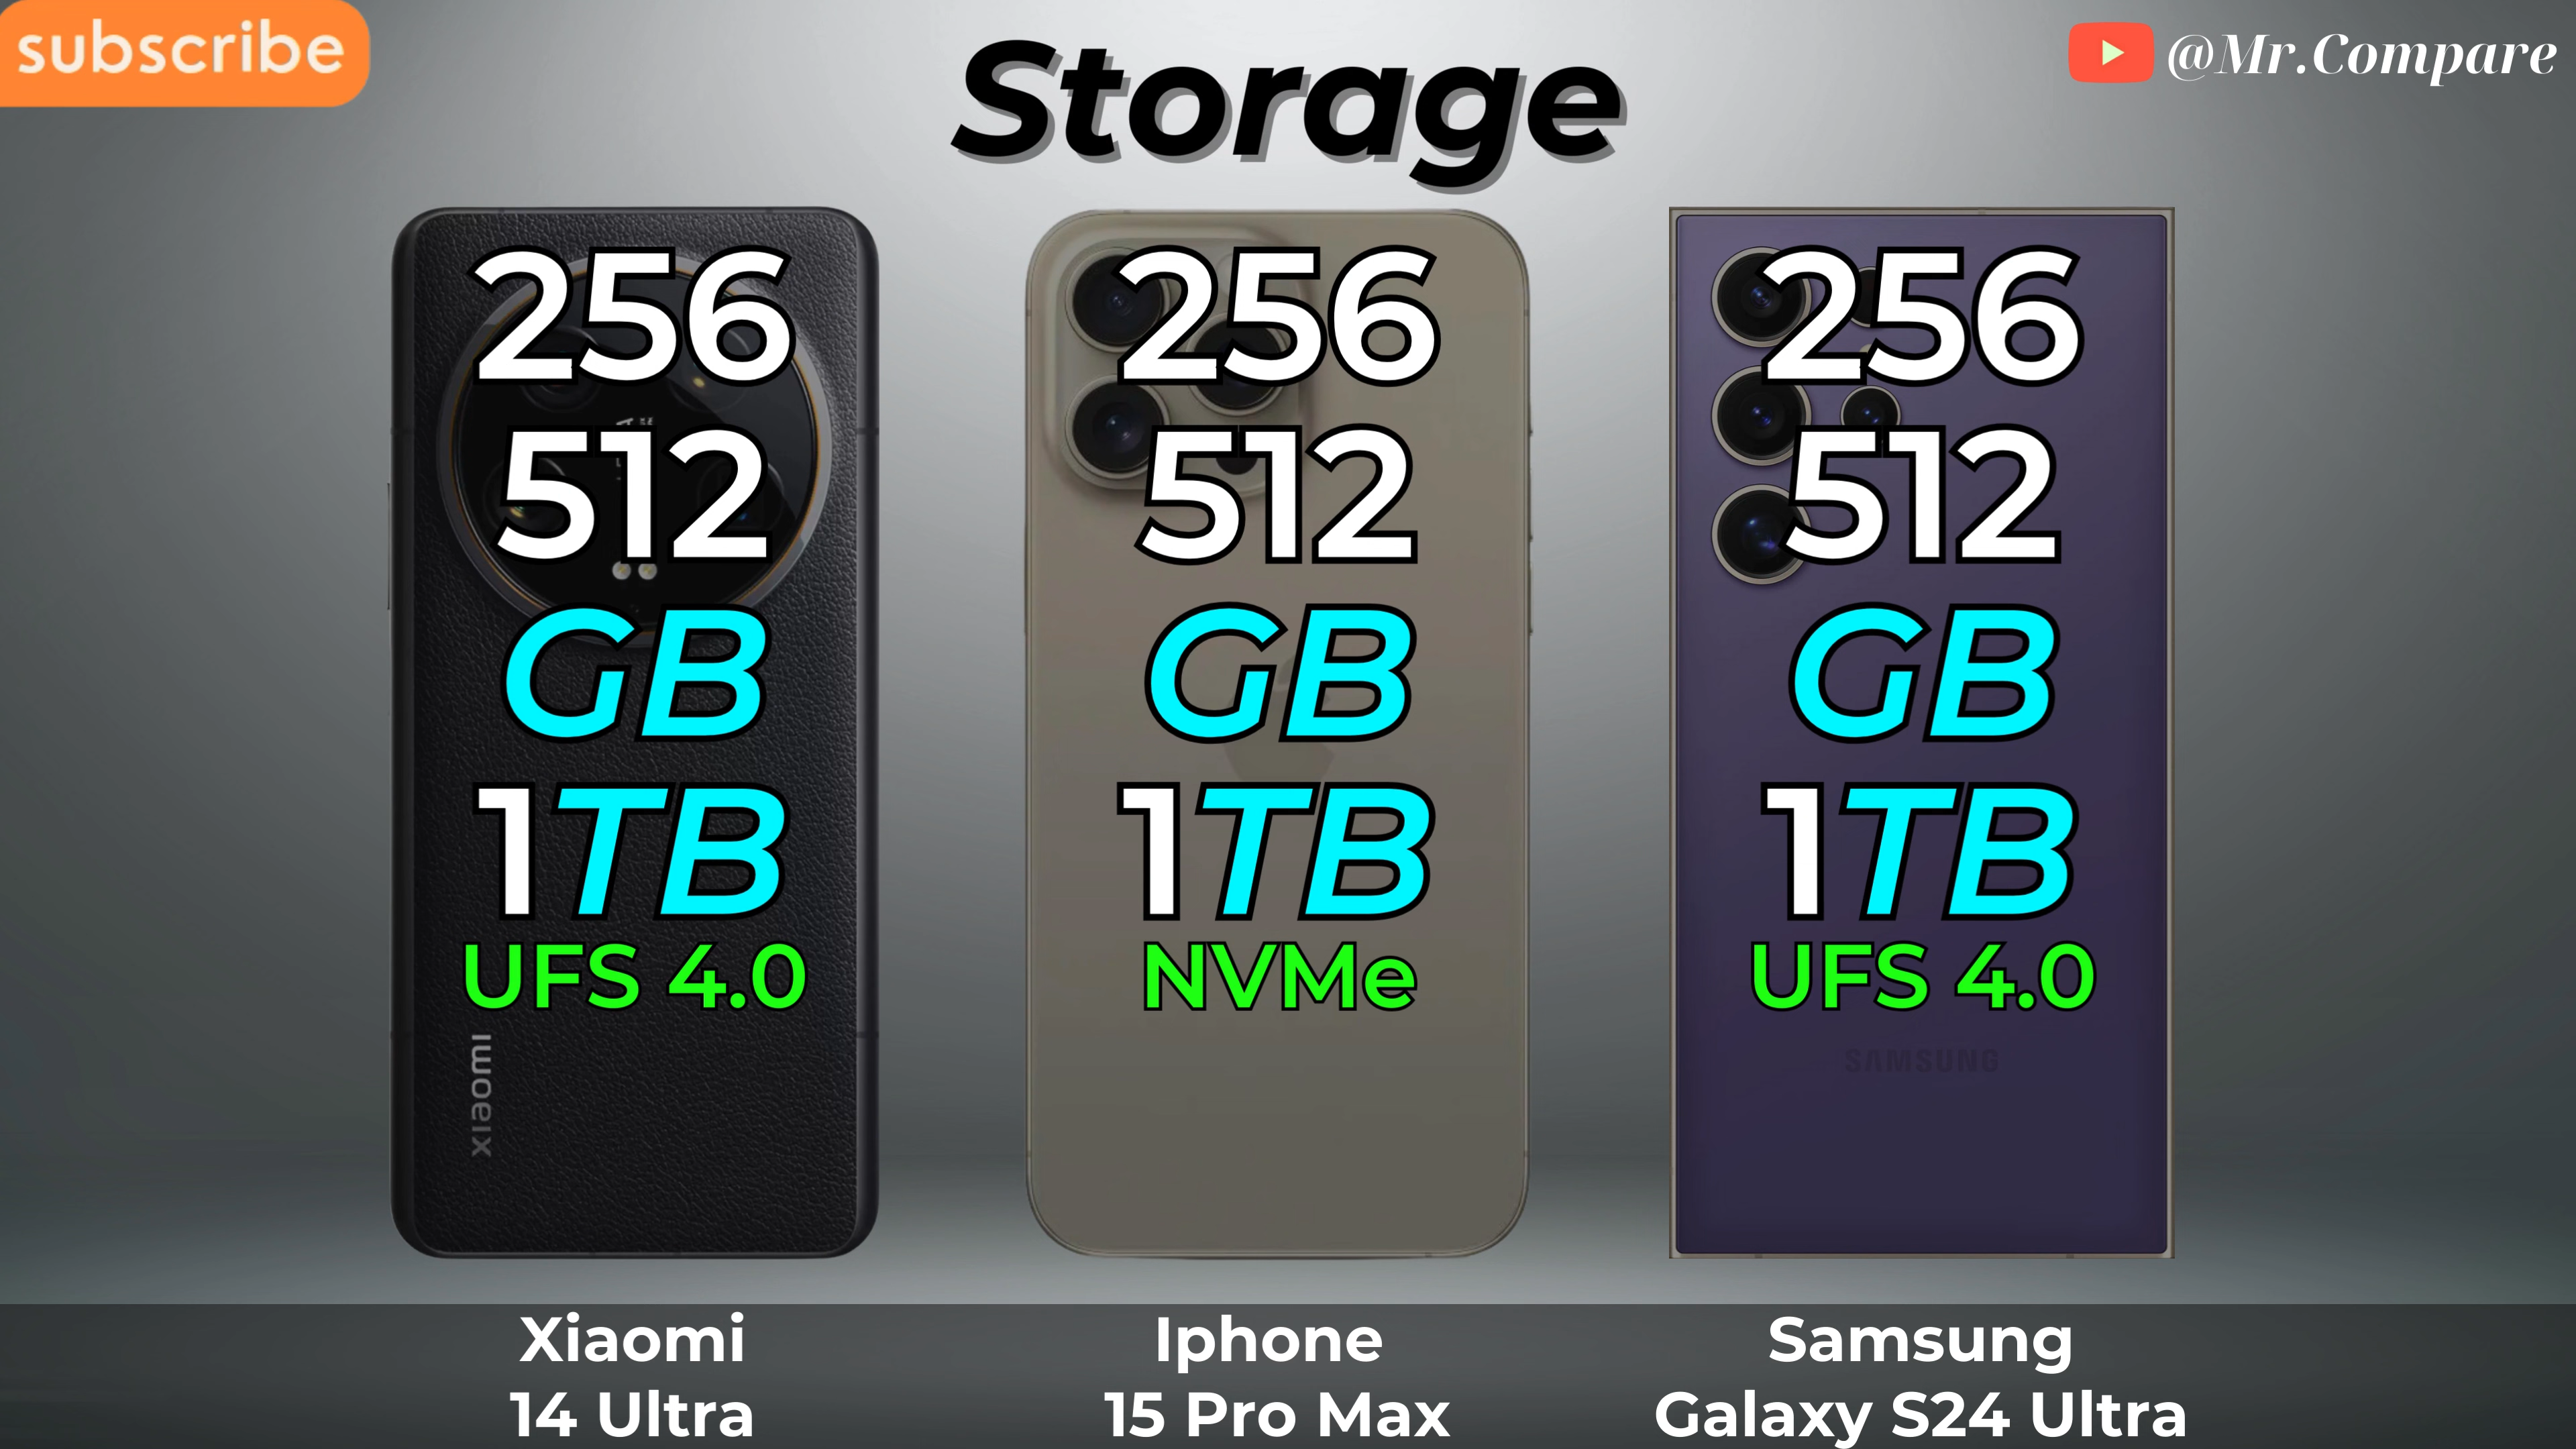 subscribe
Storage
@Mr.Compare
256
512
GB
1TB
UFS 4.0
xiaomi
Xiaomi
14 Ultra
256
512
GB
1TB
NVMe
Iphone
15 Pro Max
256
512
GB
1TB
UFS 4.0
SAMSUNG
Samsung
Galaxy S24 Ultra